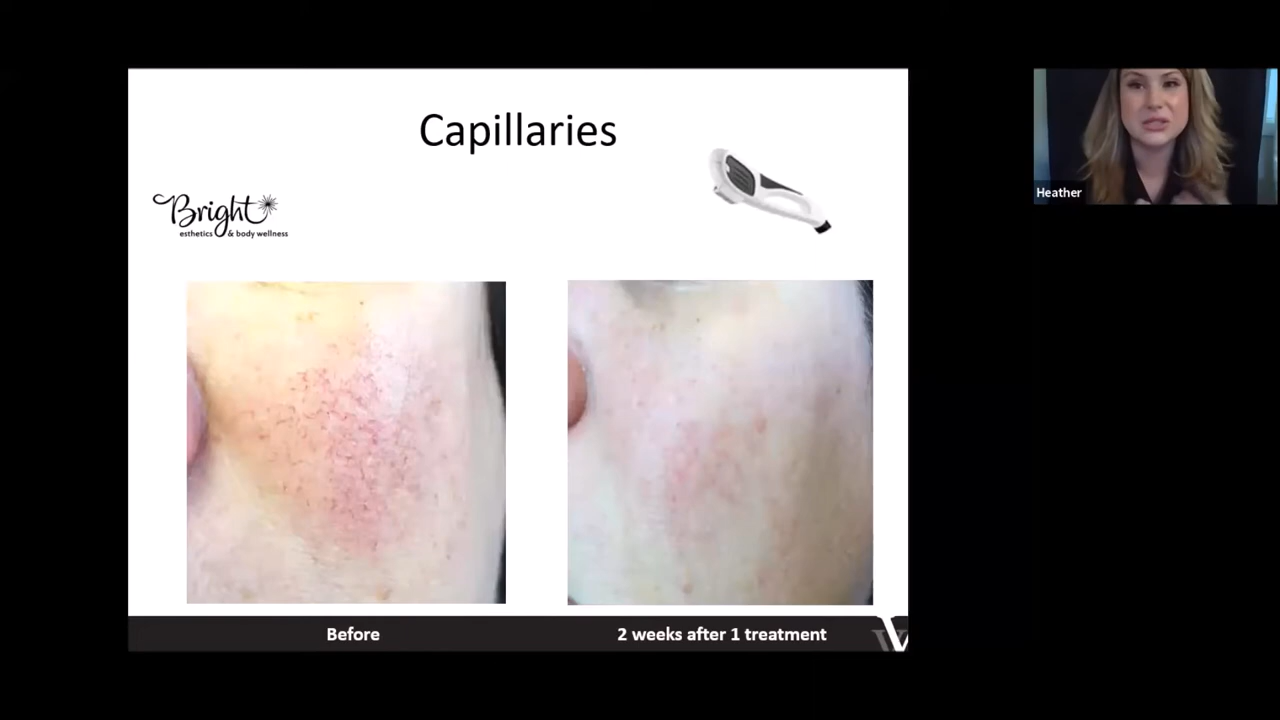 Capillaries
Bright
esthetics & body wellness
Heather
Before
2 weeks after 1 treatment